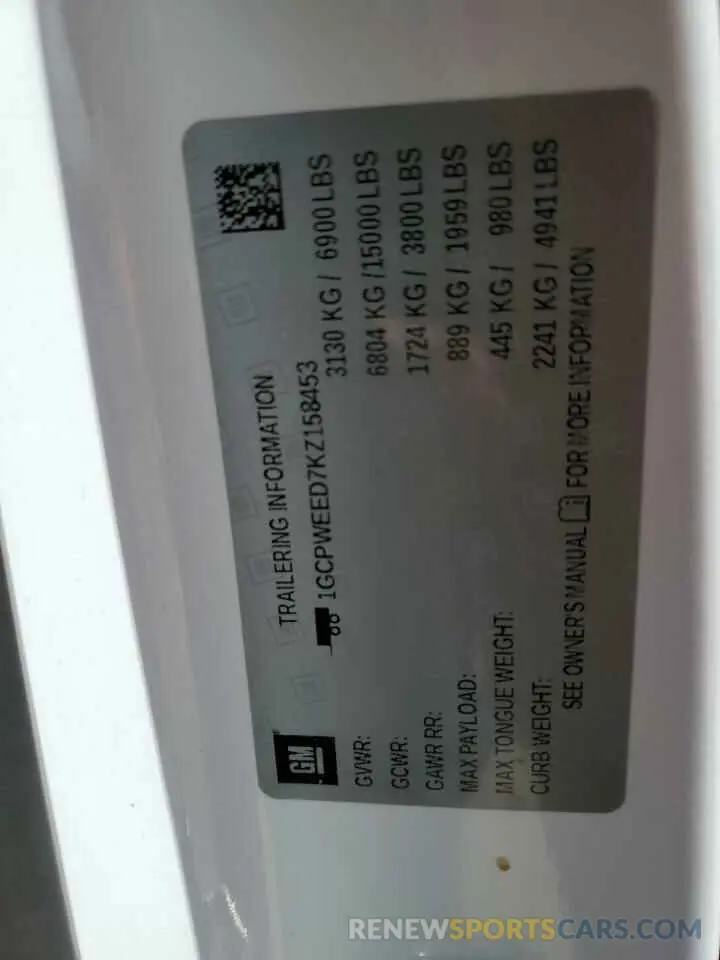 GM
TRAILERING INFORMATION
1GCPWEED7KZ158453
GVWR: 3130 KG / 6900 LBS
GCWR: 6804 KG /15000 LBS
GAWR RR: 1724 KG / 3800 LBS
MAX PAYLOAD: 889 KG / 1959 LBS
MAX TONGUE WEIGHT: 445 KG / 980 LBS
CURB WEIGHT: 2241 KG / 4941 LBS
SEE OWNER'S MANUAL FOR MORE INFORMATION
RENEWSPORTSCARS.COM